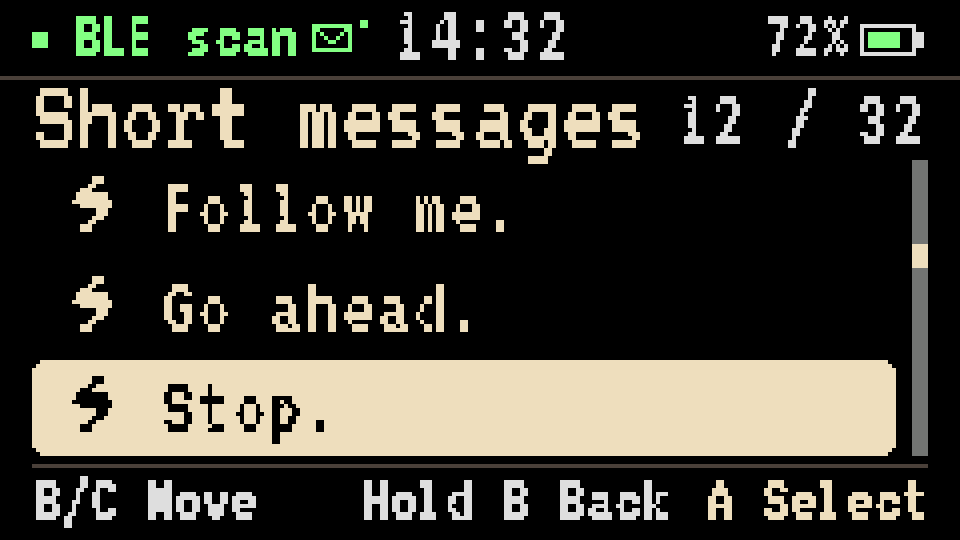 BLE scan 14:32 72%
Short messages 12 / 32
Follow me.
Go ahead.
Stop.
B/C Move Hold B Back A Select